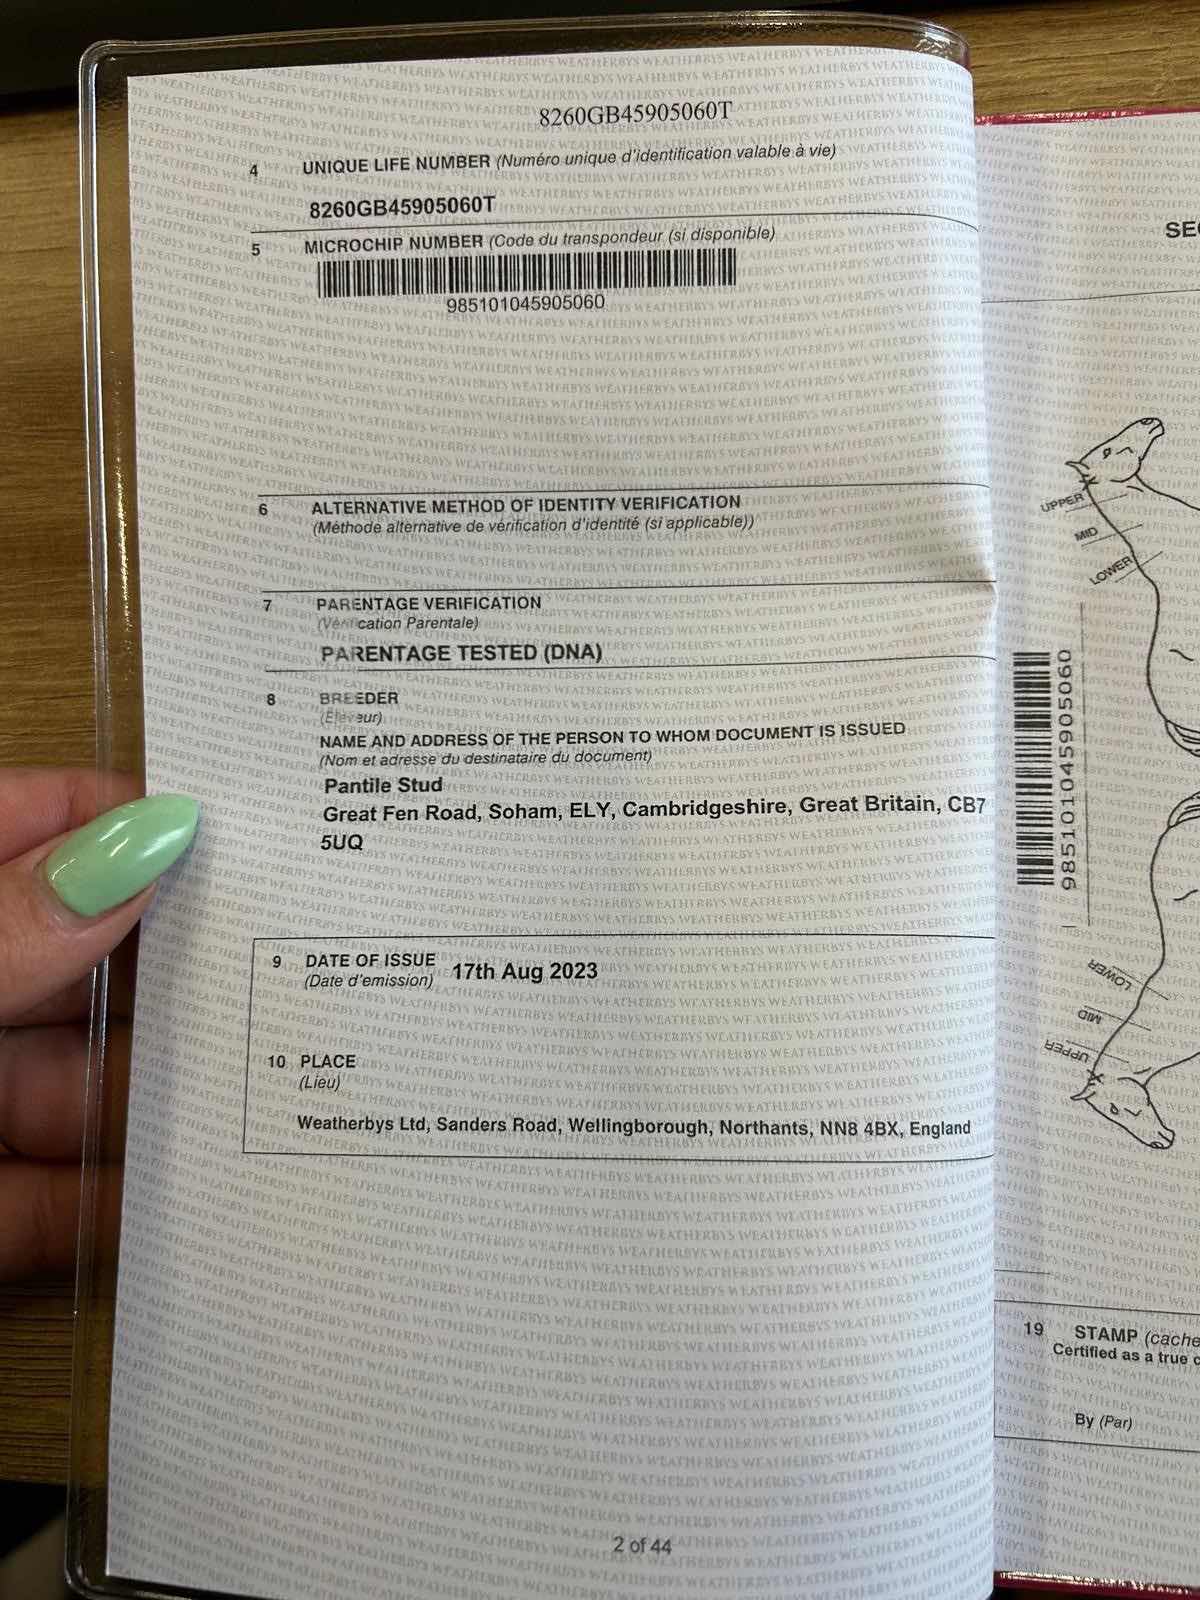 8260GB45905060T
4 UNIQUE LIFE NUMBER (Numéro unique d'identification valable à vie)
8260GB45905060T
5 MICROCHIP NUMBER (Code du transpondeur (si disponible)
985101045905060
6 ALTERNATIVE METHOD OF IDENTITY VERIFICATION
(Méthode alternative de vérification d'identité (si applicable))
7 PARENTAGE VERIFICATION
(Vérification Parentale)
PARENTAGE TESTED (DNA)
8 BREEDER
(Éleveur)
NAME AND ADDRESS OF THE PERSON TO WHOM DOCUMENT IS ISSUED
(Nom et adresse du destinataire du document)
Pantile Stud
Great Fen Road, Soham, ELY, Cambridgeshire, Great Britain, CB7
5UQ
9 DATE OF ISSUE 17th Aug 2023
(Date d'emission)
10 PLACE
(Lieu)
Weatherbys Ltd, Sanders Road, Wellingborough, Northants, NN8 4BX, England
2 of 44
UPPER
MID
LOWER
985101045905060
LOWER
MID
UPPER
19 STAMP (cache
Certified as a true
By (Par)